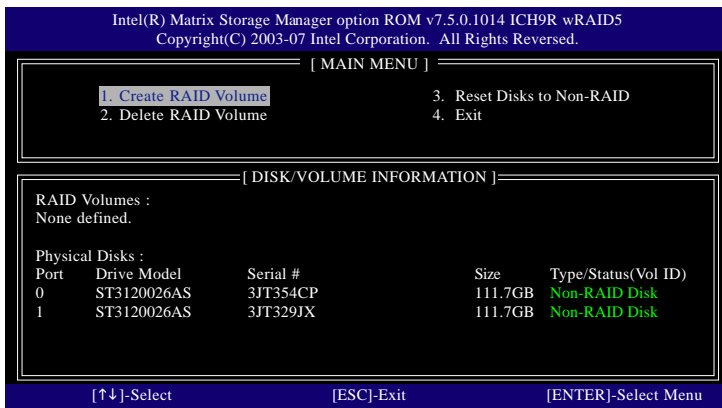 Intel(R) Matrix Storage Manager option ROM v7.5.0.1014 ICH9R wRAID5
Copyright(C) 2003-07 Intel Corporation. All Rights Reversed.
[ MAIN MENU ]
1. Create RAID Volume 3. Reset Disks to Non-RAID
2. Delete RAID Volume 4. Exit
[ DISK/VOLUME INFORMATION ]
RAID Volumes :
None defined.
Physical Disks :
Port Drive Model Serial # Size Type/Status(Vol ID)
0 ST3120026AS 3JT354CP 111.7GB Non-RAID Disk
1 ST3120026AS 3JT329JX 111.7GB Non-RAID Disk
[↑↓]-Select [ESC]-Exit [ENTER]-Select Menu